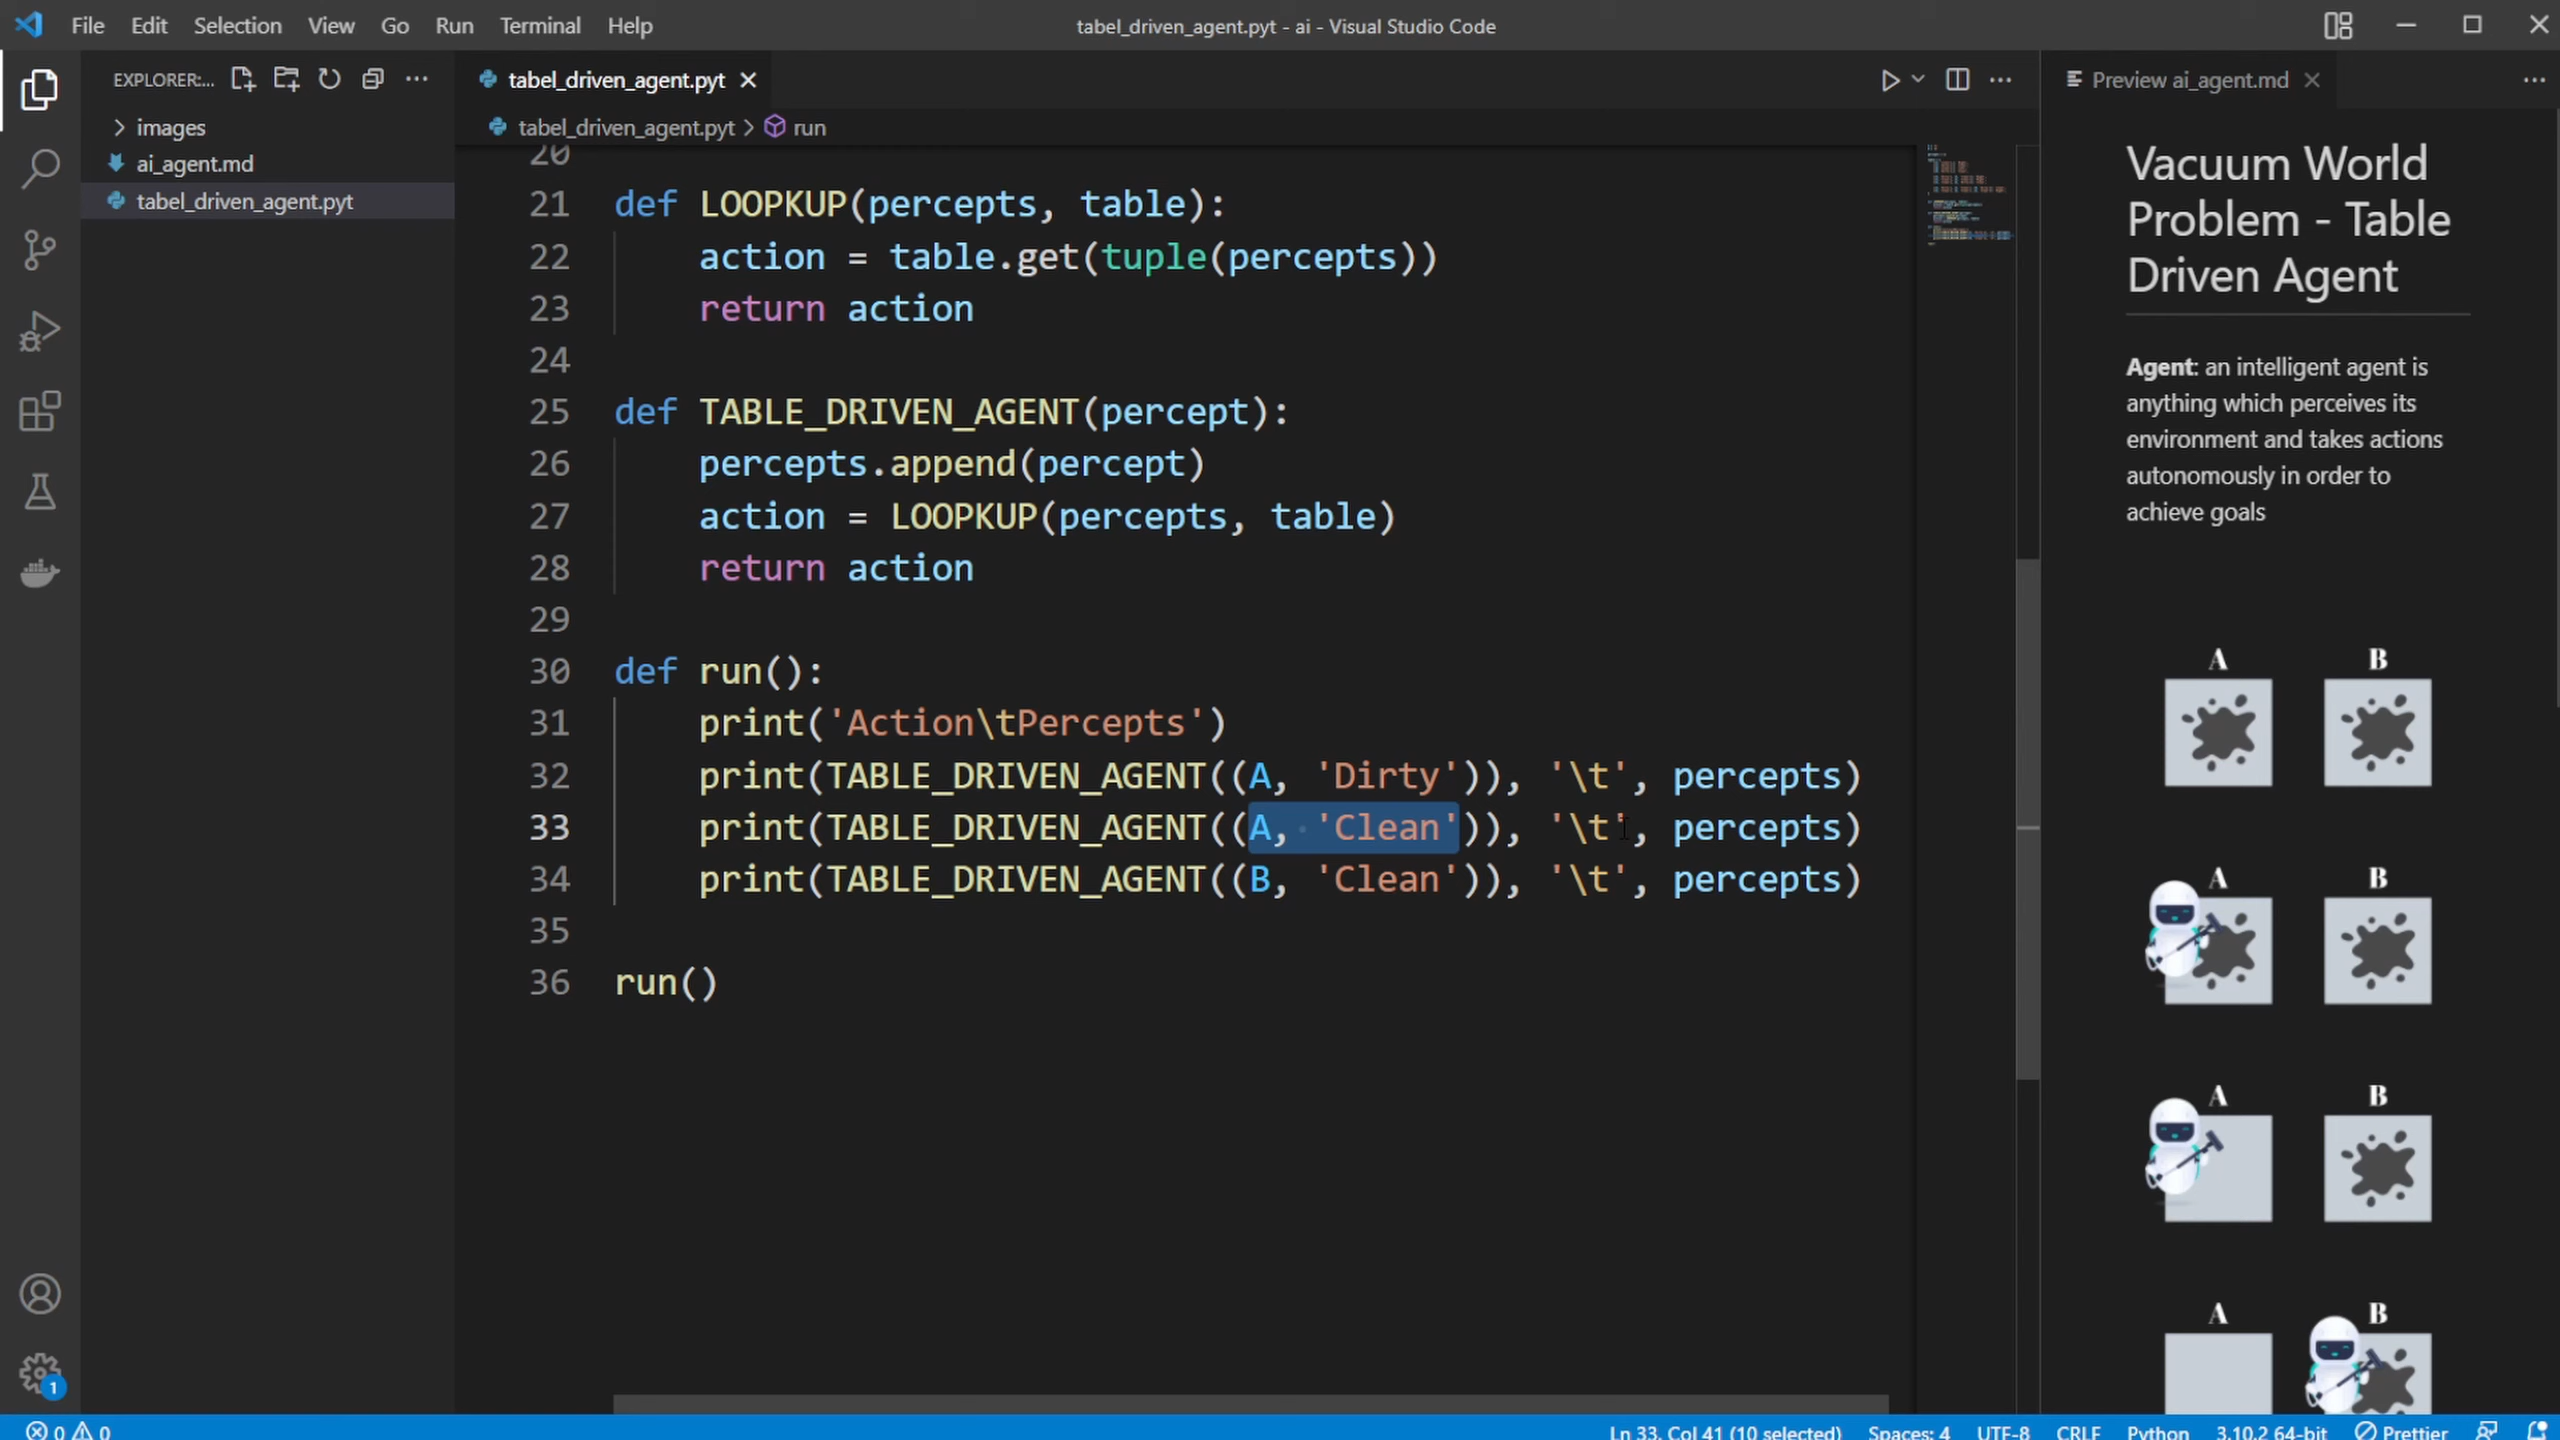 File Edit Selection View Go Run Terminal Help
tabel_driven_agent.pyt - ai - Visual Studio Code
EXPLORER:...
images
ai_agent.md
tabel_driven_agent.pyt
tabel_driven_agent.pyt
tabel_driven_agent.pyt > run
20
21 def LOOPKUP(percepts, table):
22 action = table.get(tuple(percepts))
23 return action
24
25 def TABLE_DRIVEN_AGENT(percept):
26 percepts.append(percept)
27 action = LOOPKUP(percepts, table)
28 return action
29
30 def run():
31 print('Action\tPercepts')
32 print(TABLE_DRIVEN_AGENT((A, 'Dirty')), '\t', percepts)
33 print(TABLE_DRIVEN_AGENT((A, 'Clean')), '\t', percepts)
34 print(TABLE_DRIVEN_AGENT((B, 'Clean')), '\t', percepts)
35
36 run()
Preview ai_agent.md
Vacuum World
Problem - Table
Driven Agent
Agent: an intelligent agent is
anything which perceives its
environment and takes actions
autonomously in order to
achieve goals
A B
A B
A B
A B
1
0 0
Ln 33, Col 41 (10 selected) Spaces: 4 UTF-8 CRLF Python 3.10.2 64-bit Prettier